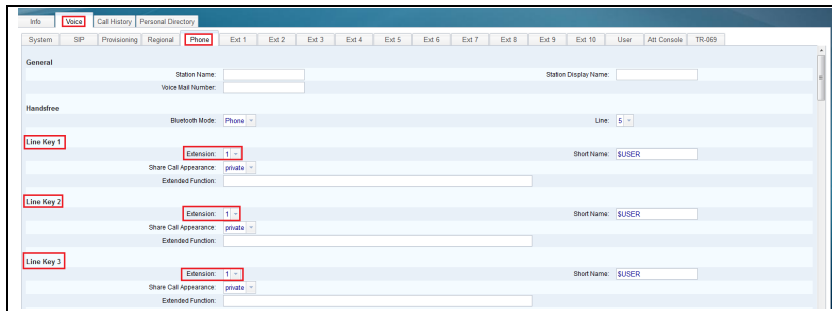 Info Voice Call History Personal Directory
System SIP Provisioning Regional Phone Ext 1 Ext 2 Ext 3 Ext 4 Ext 5 Ext 6 Ext 7 Ext 8 Ext 9 Ext 10 User Att Console TR-069
General
Station Name: Station Display Name:
Voice Mail Number:
Handsfree
Bluetooth Mode: Phone Line: 5
Line Key 1
Extension: 1 Short Name: $USER
Share Call Appearance: private
Extended Function:
Line Key 2
Extension: 1 Short Name: $USER
Share Call Appearance: private
Extended Function:
Line Key 3
Extension: 1 Short Name: $USER
Share Call Appearance: private
Extended Function: